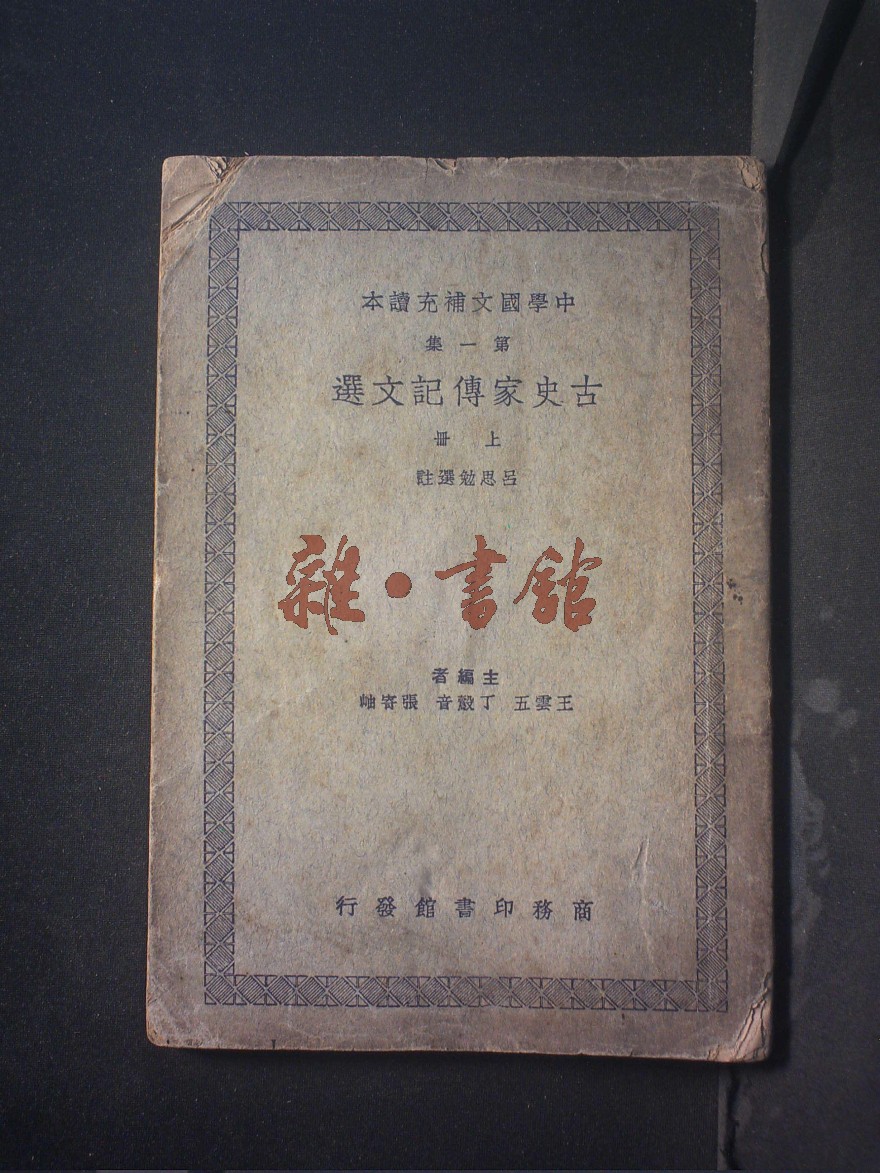 中學國文補充讀本
第一集
古史家傳記文選
上冊
呂思勉選註
雜·書館
主編者
王雲五 丁㲄音 張寄岫
商務印書館發行